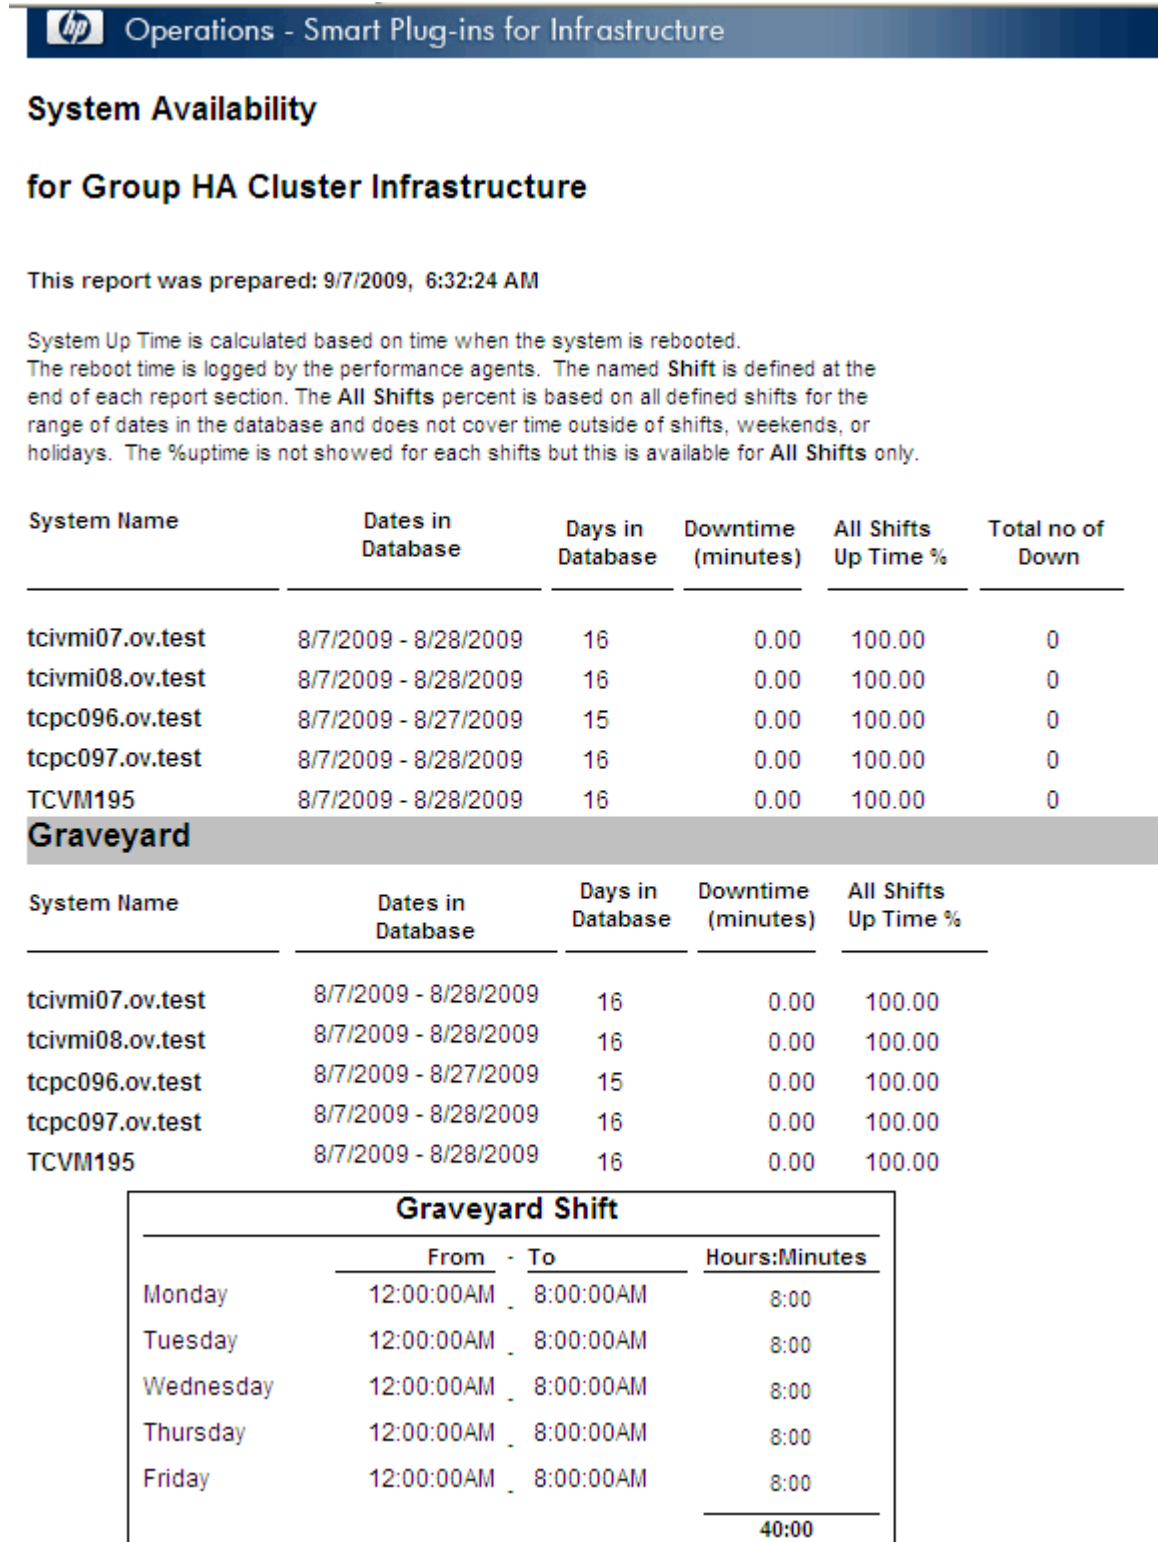 hp Operations - Smart Plug-ins for Infrastructure
System Availability
for Group HA Cluster Infrastructure
This report was prepared: 9/7/2009, 6:32:24 AM
System Up Time is calculated based on time when the system is rebooted.
The reboot time is logged by the performance agents. The named Shift is defined at the
end of each report section. The All Shifts percent is based on all defined shifts for the
range of dates in the database and does not cover time outside of shifts, weekends, or
holidays. The %uptime is not showed for each shifts but this is available for All Shifts only.
System Name Dates in Database Days in Database Downtime (minutes) All Shifts Up Time % Total no of Down
tcivmi07.ov.test 8/7/2009 - 8/28/2009 16 0.00 100.00 0
tcivmi08.ov.test 8/7/2009 - 8/28/2009 16 0.00 100.00 0
tcpc096.ov.test 8/7/2009 - 8/27/2009 15 0.00 100.00 0
tcpc097.ov.test 8/7/2009 - 8/28/2009 16 0.00 100.00 0
TCVM195 8/7/2009 - 8/28/2009 16 0.00 100.00 0
Graveyard
System Name Dates in Database Days in Database Downtime (minutes) All Shifts Up Time %
tcivmi07.ov.test 8/7/2009 - 8/28/2009 16 0.00 100.00
tcivmi08.ov.test 8/7/2009 - 8/28/2009 16 0.00 100.00
tcpc096.ov.test 8/7/2009 - 8/27/2009 15 0.00 100.00
tcpc097.ov.test 8/7/2009 - 8/28/2009 16 0.00 100.00
TCVM195 8/7/2009 - 8/28/2009 16 0.00 100.00
Graveyard Shift
From - To Hours:Minutes
Monday 12:00:00AM - 8:00:00AM 8:00
Tuesday 12:00:00AM - 8:00:00AM 8:00
Wednesday 12:00:00AM - 8:00:00AM 8:00
Thursday 12:00:00AM - 8:00:00AM 8:00
Friday 12:00:00AM - 8:00:00AM 8:00
40:00